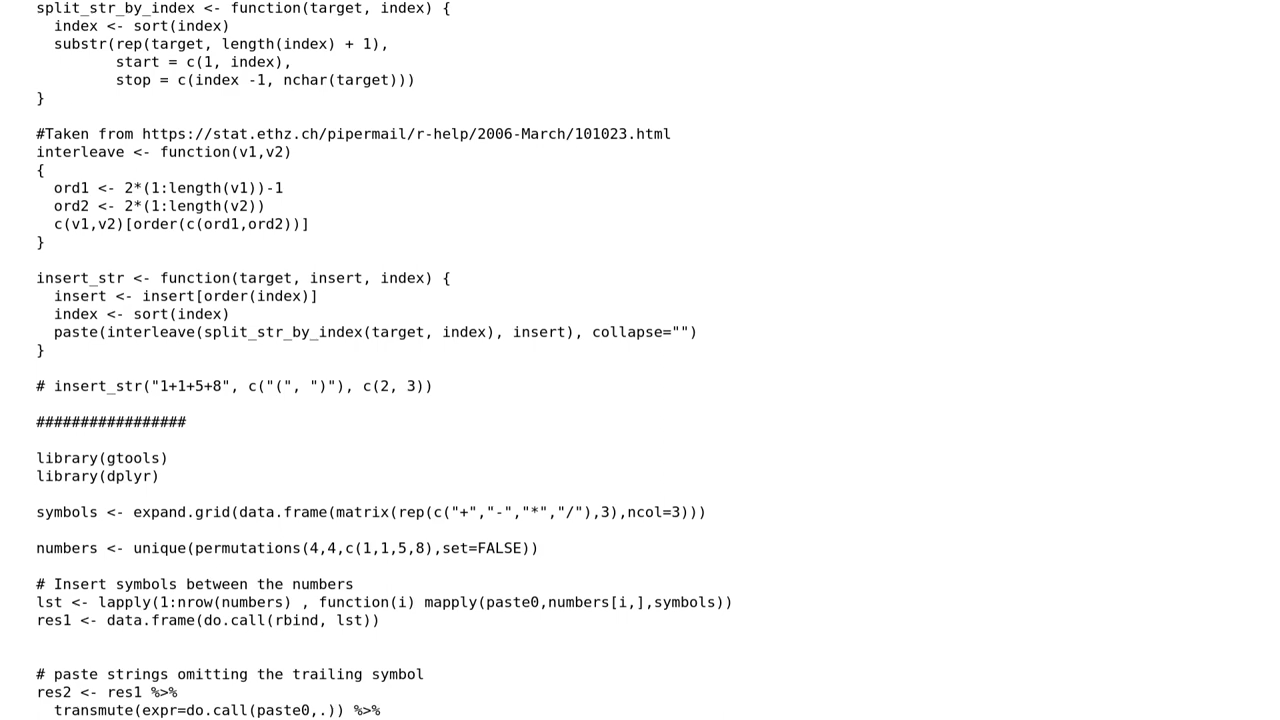 split_str_by_index <- function(target, index) {
  index <- sort(index)
  substr(rep(target, length(index) + 1),
         start = c(1, index),
         stop = c(index -1, nchar(target)))
}

#Taken from https://stat.ethz.ch/pipermail/r-help/2006-March/101023.html
interleave <- function(v1,v2)
{
  ord1 <- 2*(1:length(v1))-1
  ord2 <- 2*(1:length(v2))
  c(v1,v2)[order(c(ord1,ord2))]
}

insert_str <- function(target, insert, index) {
  insert <- insert[order(index)]
  index <- sort(index)
  paste(interleave(split_str_by_index(target, index), insert), collapse="")
}

# insert_str("1+1+5+8", c("(", ")"), c(2, 3))

#################

library(gtools)
library(dplyr)

symbols <- expand.grid(data.frame(matrix(rep(c("+","-","*","/"),3),ncol=3)))

numbers <- unique(permutations(4,4,c(1,1,5,8),set=FALSE))

# Insert symbols between the numbers
lst <- lapply(1:nrow(numbers) , function(i) mapply(paste0,numbers[i,],symbols))
res1 <- data.frame(do.call(rbind, lst))


# paste strings omitting the trailing symbol
res2 <- res1 %>%
  transmute(expr=do.call(paste0,.)) %>%